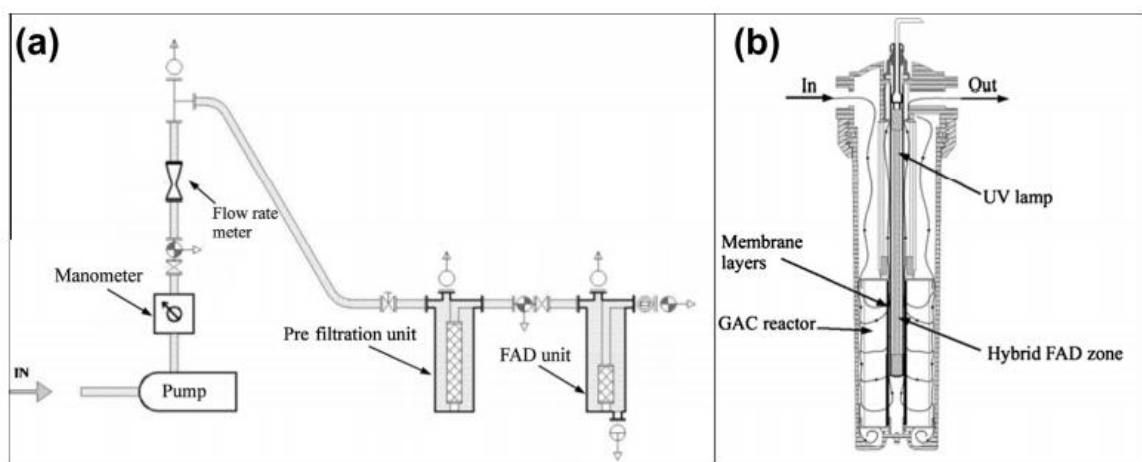 (a)
Flow rate
meter
Manometer
Pre filtration unit
FAD unit
IN
Pump
(b)
In
Out
UV lamp
Membrane
layers
GAC reactor
Hybrid FAD zone